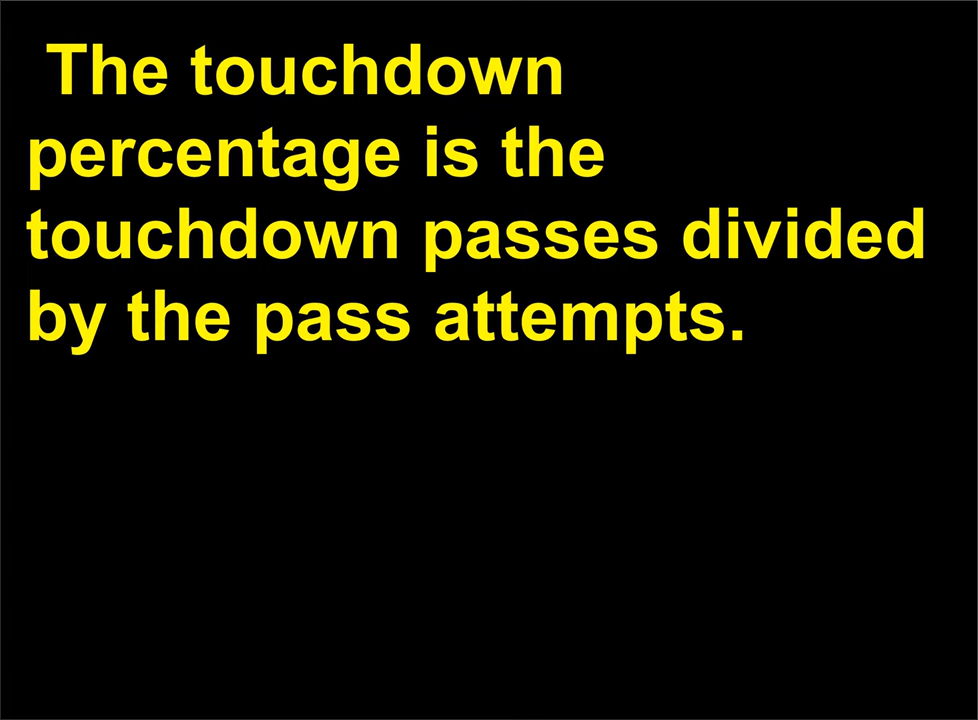 The touchdown
percentage is the
touchdown passes divided
by the pass attempts.